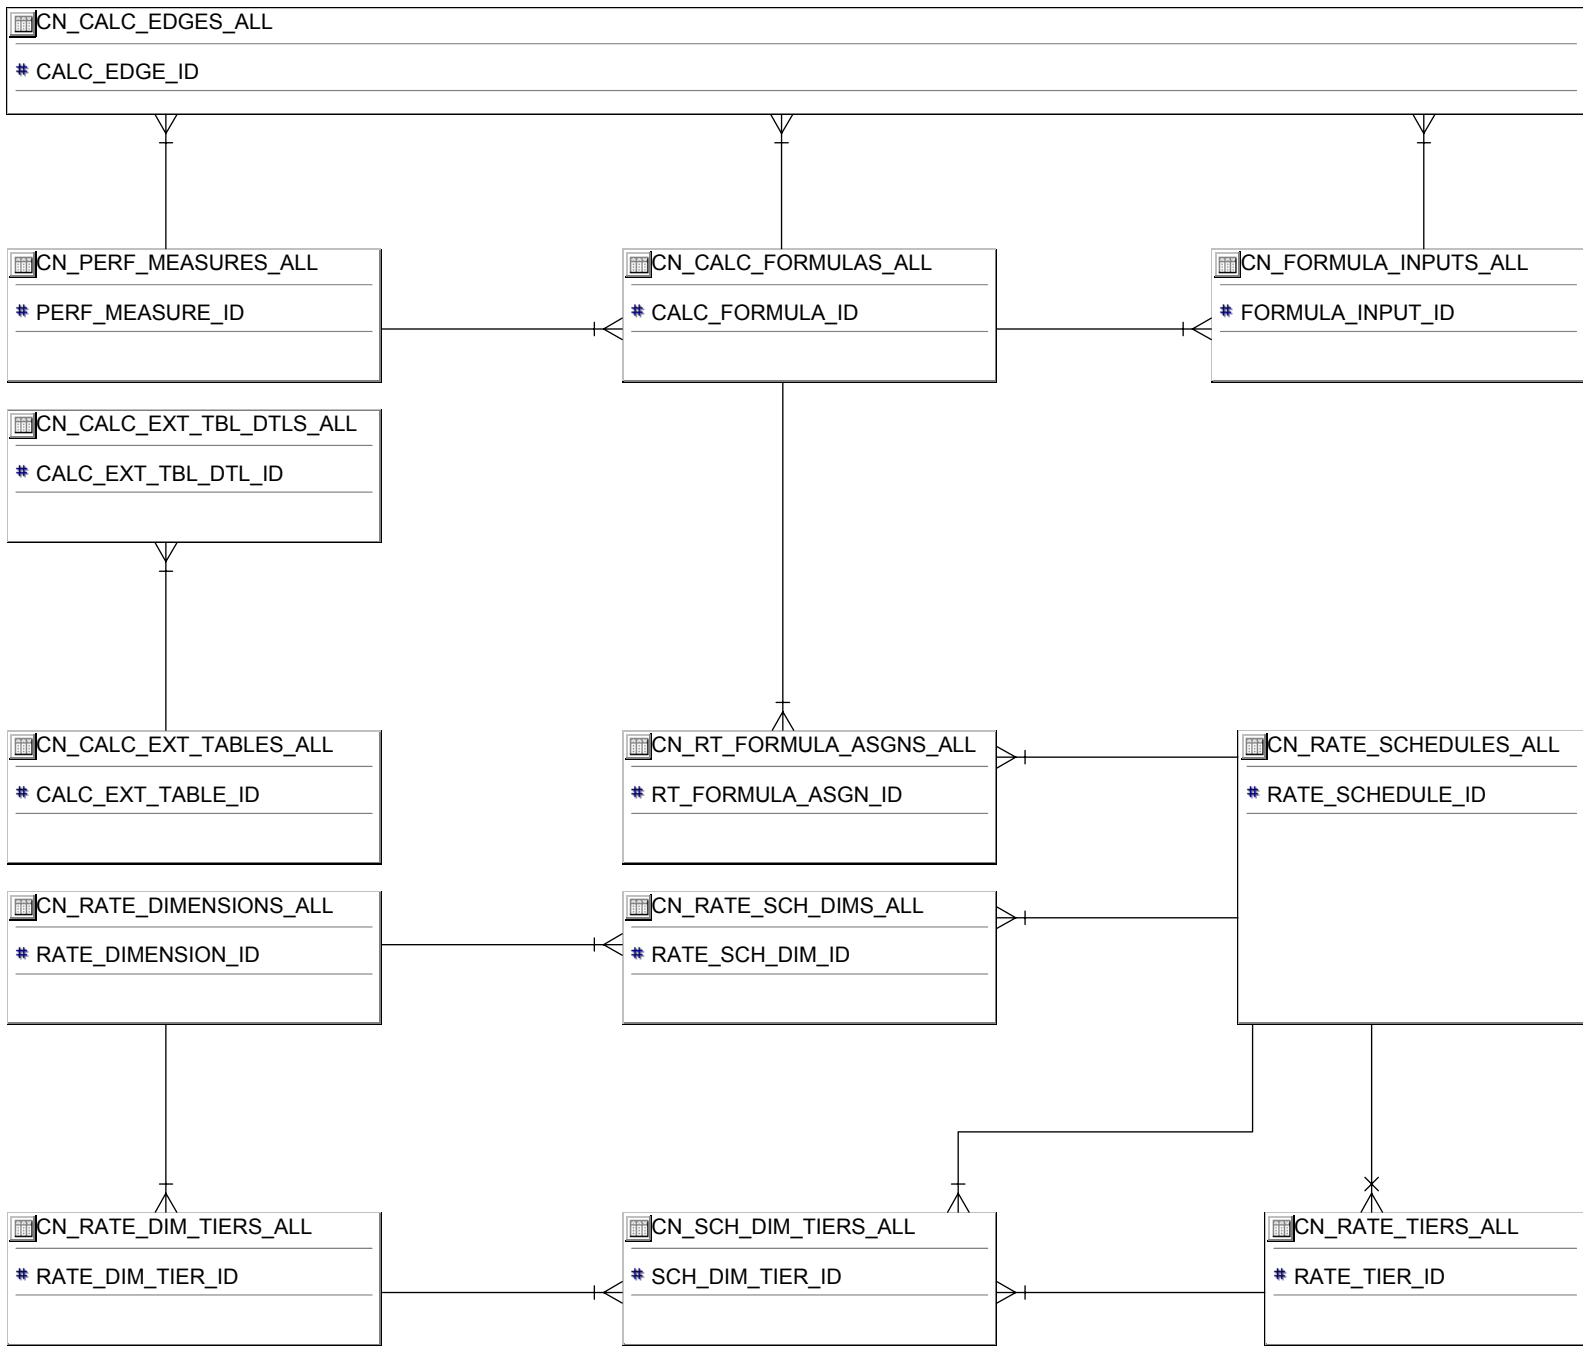 CN_CALC_EDGES_ALL
# CALC_EDGE_ID
CN_PERF_MEASURES_ALL
# PERF_MEASURE_ID
CN_CALC_FORMULAS_ALL
# CALC_FORMULA_ID
CN_FORMULA_INPUTS_ALL
# FORMULA_INPUT_ID
CN_CALC_EXT_TBL_DTLS_ALL
# CALC_EXT_TBL_DTL_ID
CN_CALC_EXT_TABLES_ALL
# CALC_EXT_TABLE_ID
CN_RT_FORMULA_ASGNS_ALL
# RT_FORMULA_ASGN_ID
CN_RATE_SCHEDULES_ALL
# RATE_SCHEDULE_ID
CN_RATE_DIMENSIONS_ALL
# RATE_DIMENSION_ID
CN_RATE_SCH_DIMS_ALL
# RATE_SCH_DIM_ID
CN_RATE_DIM_TIERS_ALL
# RATE_DIM_TIER_ID
CN_SCH_DIM_TIERS_ALL
# SCH_DIM_TIER_ID
CN_RATE_TIERS_ALL
# RATE_TIER_ID